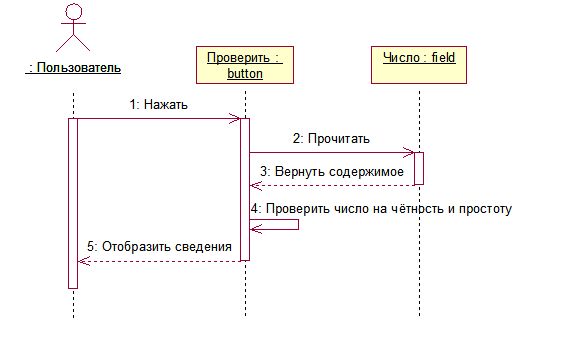 : Пользователь
Проверить :
button
Число : field
1: Нажать
2: Прочитать
3: Вернуть содержимое
4: Проверить число на чётность и простоту
5: Отобразить сведения